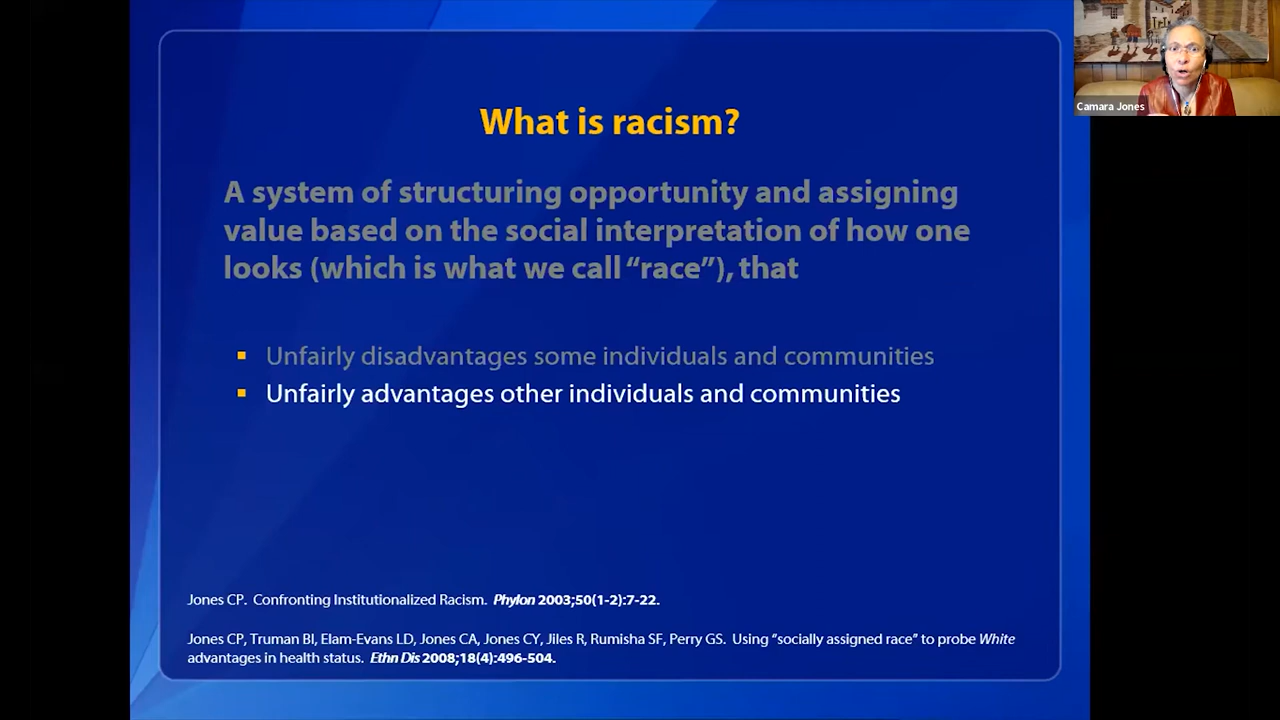 Camara Jones
What is racism?
A system of structuring opportunity and assigning
value based on the social interpretation of how one
looks (which is what we call “race”), that
Unfairly disadvantages some individuals and communities
Unfairly advantages other individuals and communities
Jones CP. Confronting Institutionalized Racism. Phylon 2003;50(1-2):7-22.
Jones CP, Truman BI, Elam-Evans LD, Jones CA, Jones CY, Jiles R, Rumisha SF, Perry GS. Using “socially assigned race” to probe White
advantages in health status. Ethn Dis 2008;18(4):496-504.